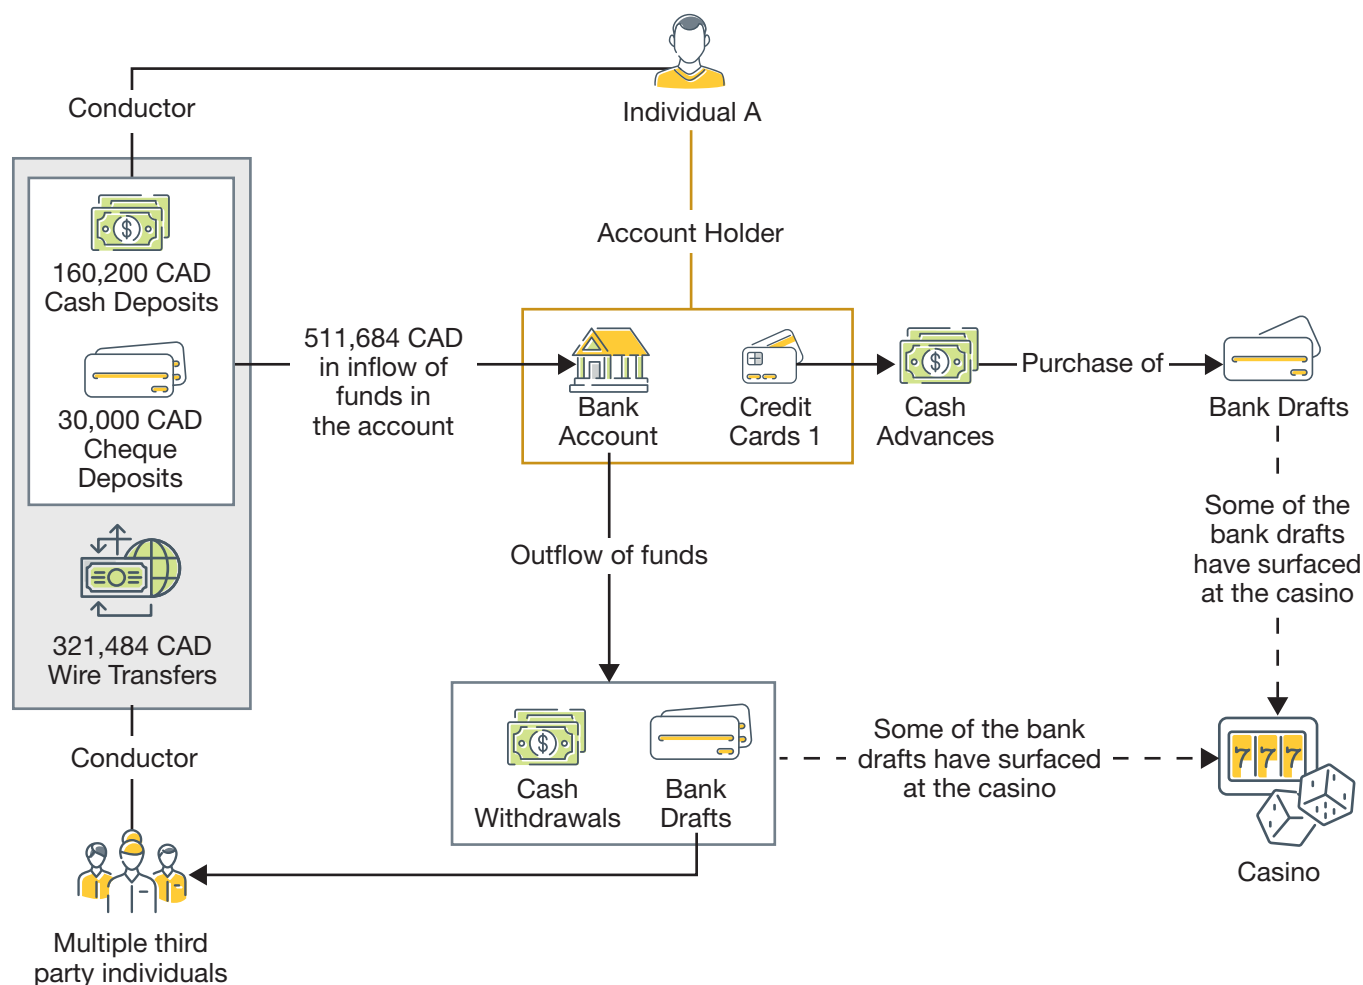 Individual A
Conductor
Account Holder
$
160,200 CAD
Cash Deposits
30,000 CAD
Cheque
Deposits
321,484 CAD
Wire Transfers
511,684 CAD
in inflow of
funds in
the account
Bank
Account
Credit
Cards 1
$
Cash
Advances
Purchase of
Bank Drafts
Some of the
bank drafts
have surfaced
at the casino
Outflow of funds
$
Cash
Withdrawals
Bank
Drafts
Some of the bank
drafts have surfaced
at the casino
777
Casino
Conductor
Multiple third
party individuals